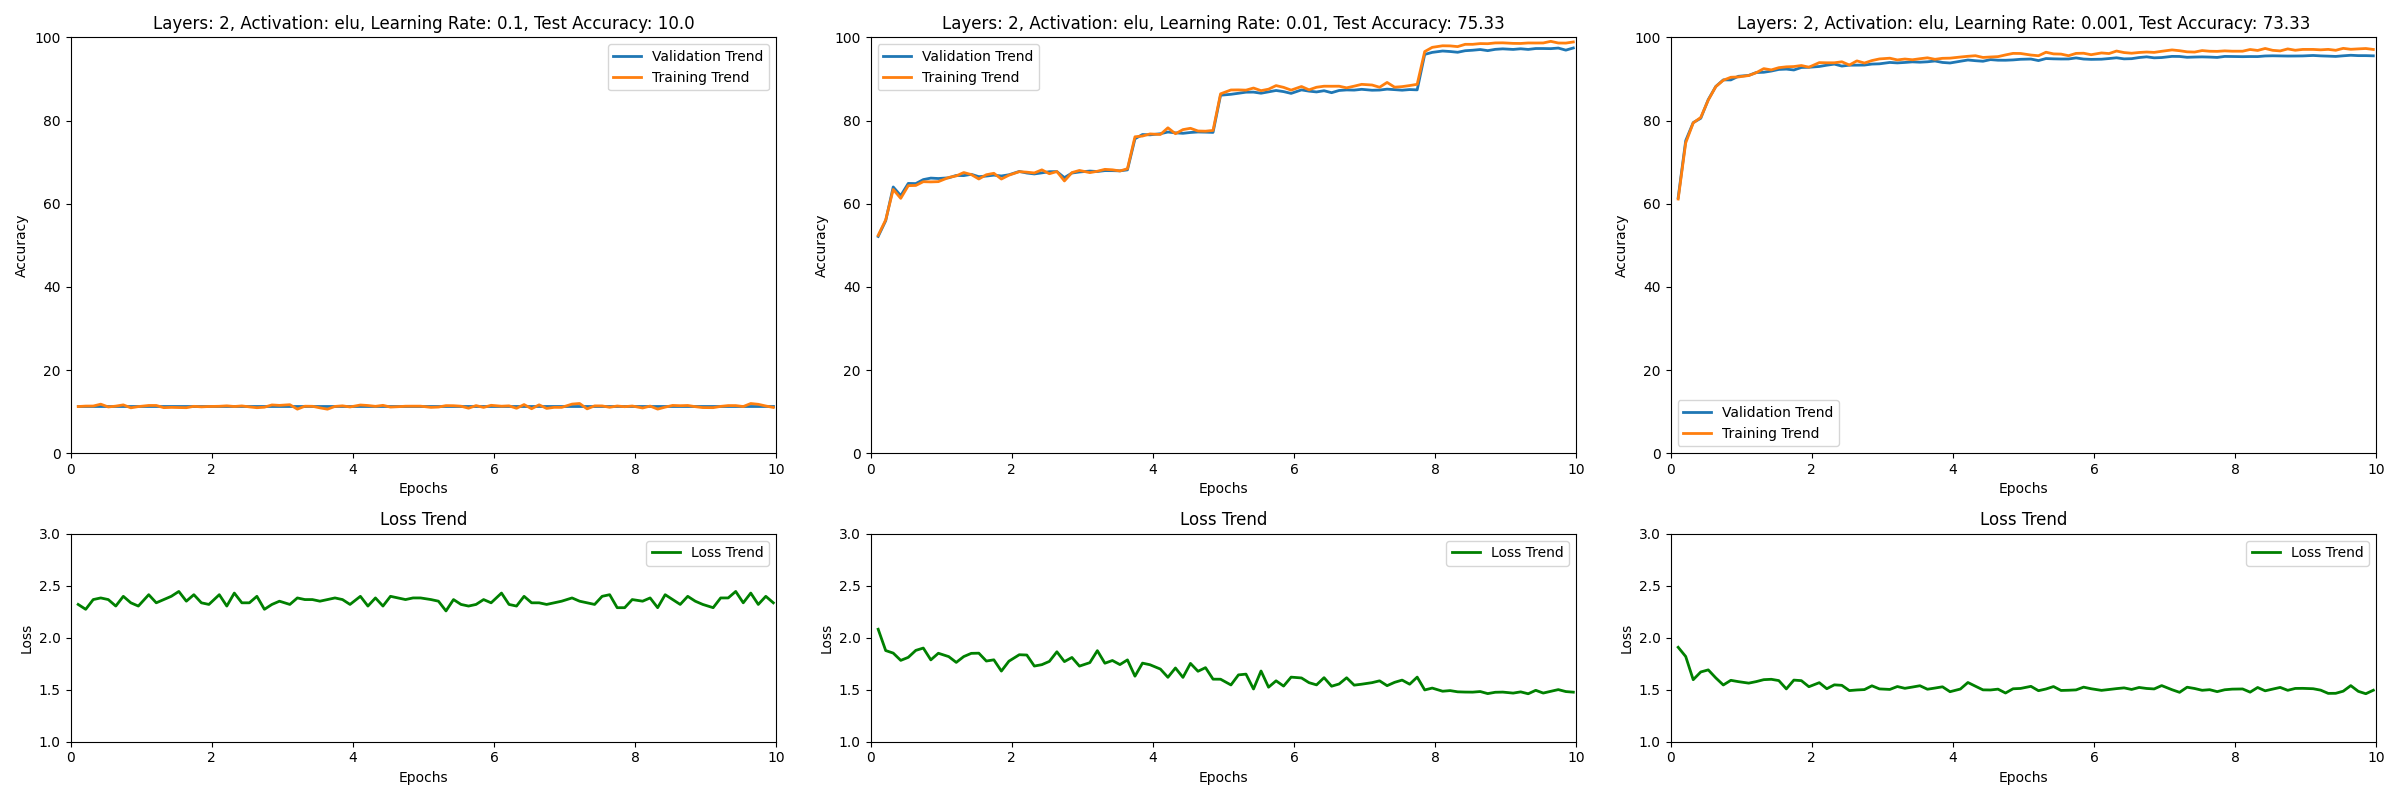 Layers: 2, Activation: elu, Learning Rate: 0.1, Test Accuracy: 10.0
100
80
60
40
20
0
Accuracy
Validation Trend
Training Trend
0 2 4 6 8 10
Epochs
Layers: 2, Activation: elu, Learning Rate: 0.01, Test Accuracy: 75.33
100
80
60
40
20
0
Accuracy
Validation Trend
Training Trend
0 2 4 6 8 10
Epochs
Layers: 2, Activation: elu, Learning Rate: 0.001, Test Accuracy: 73.33
100
80
60
40
20
0
Accuracy
Validation Trend
Training Trend
0 2 4 6 8 10
Epochs
Loss Trend
3.0
2.5
2.0
1.5
1.0
Loss
Loss Trend
0 2 4 6 8 10
Epochs
Loss Trend
3.0
2.5
2.0
1.5
1.0
Loss
Loss Trend
0 2 4 6 8 10
Epochs
Loss Trend
3.0
2.5
2.0
1.5
1.0
Loss
Loss Trend
0 2 4 6 8 10
Epochs